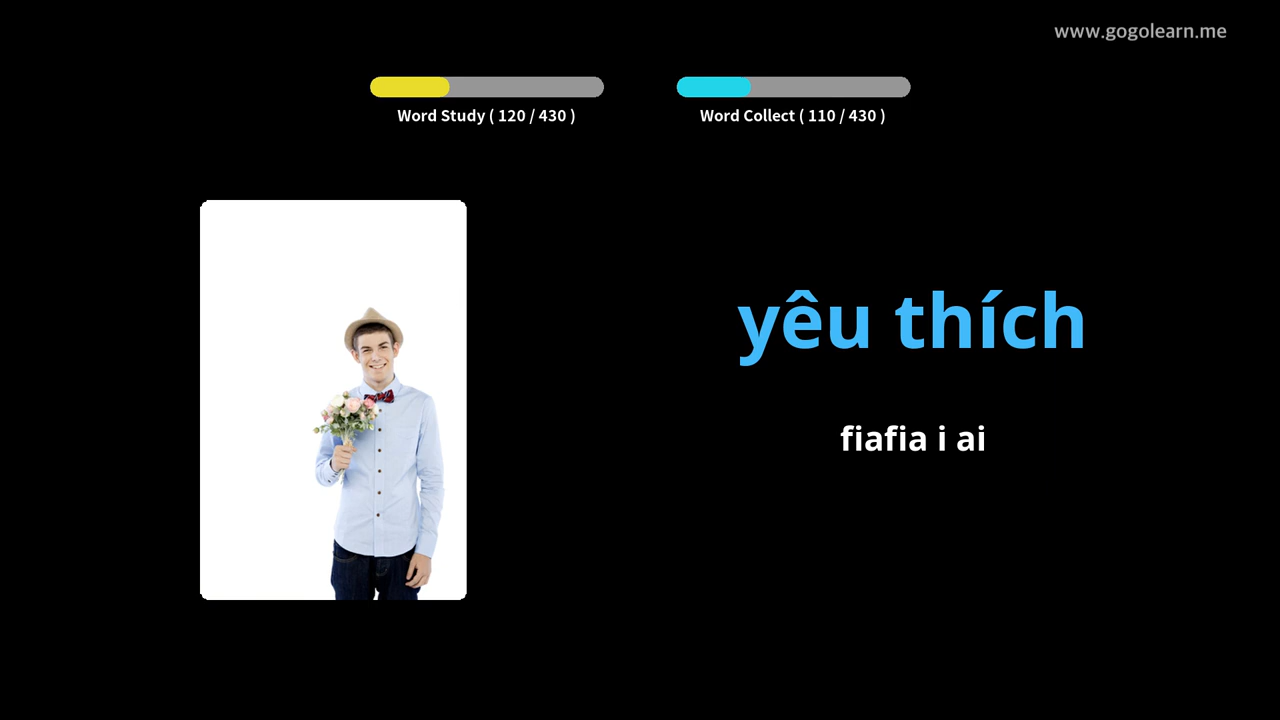 www.gogolearn.me
Word Study ( 120 / 430 )
Word Collect ( 110 / 430 )
yêu thích
fiafia i ai